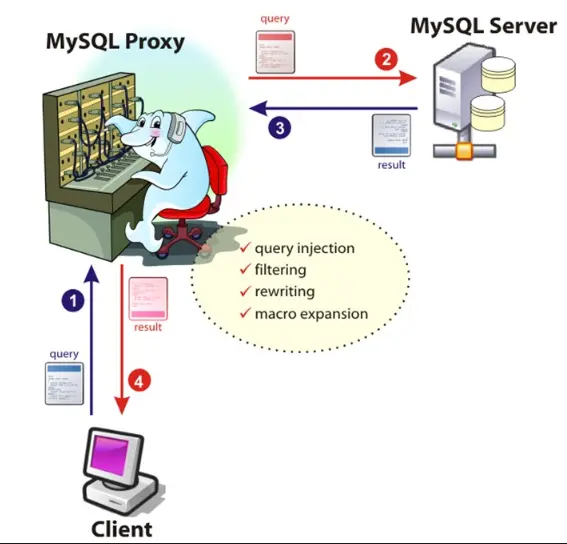 query
MySQL Proxy
MySQL Server
2
3
result
query injection
filtering
rewriting
macro expansion
1
result
query
4
Client